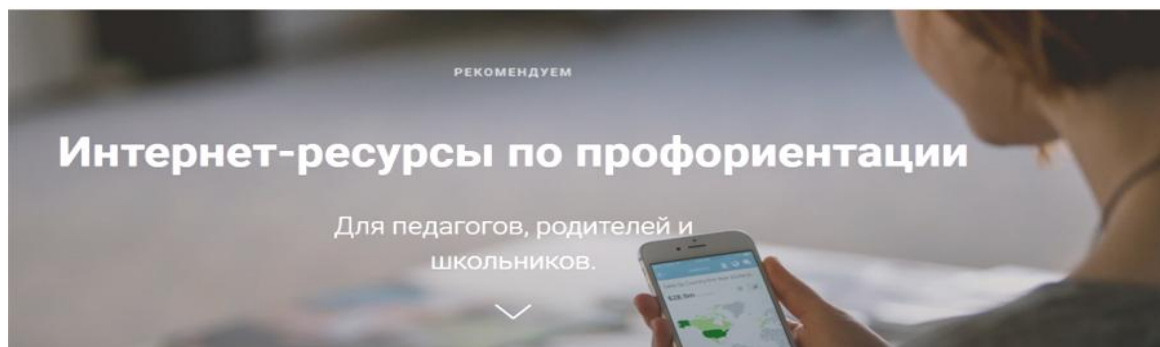 РЕКОМЕНДУЕМ
Интернет-ресурсы по профориентации
Для педагогов, родителей и
школьников.